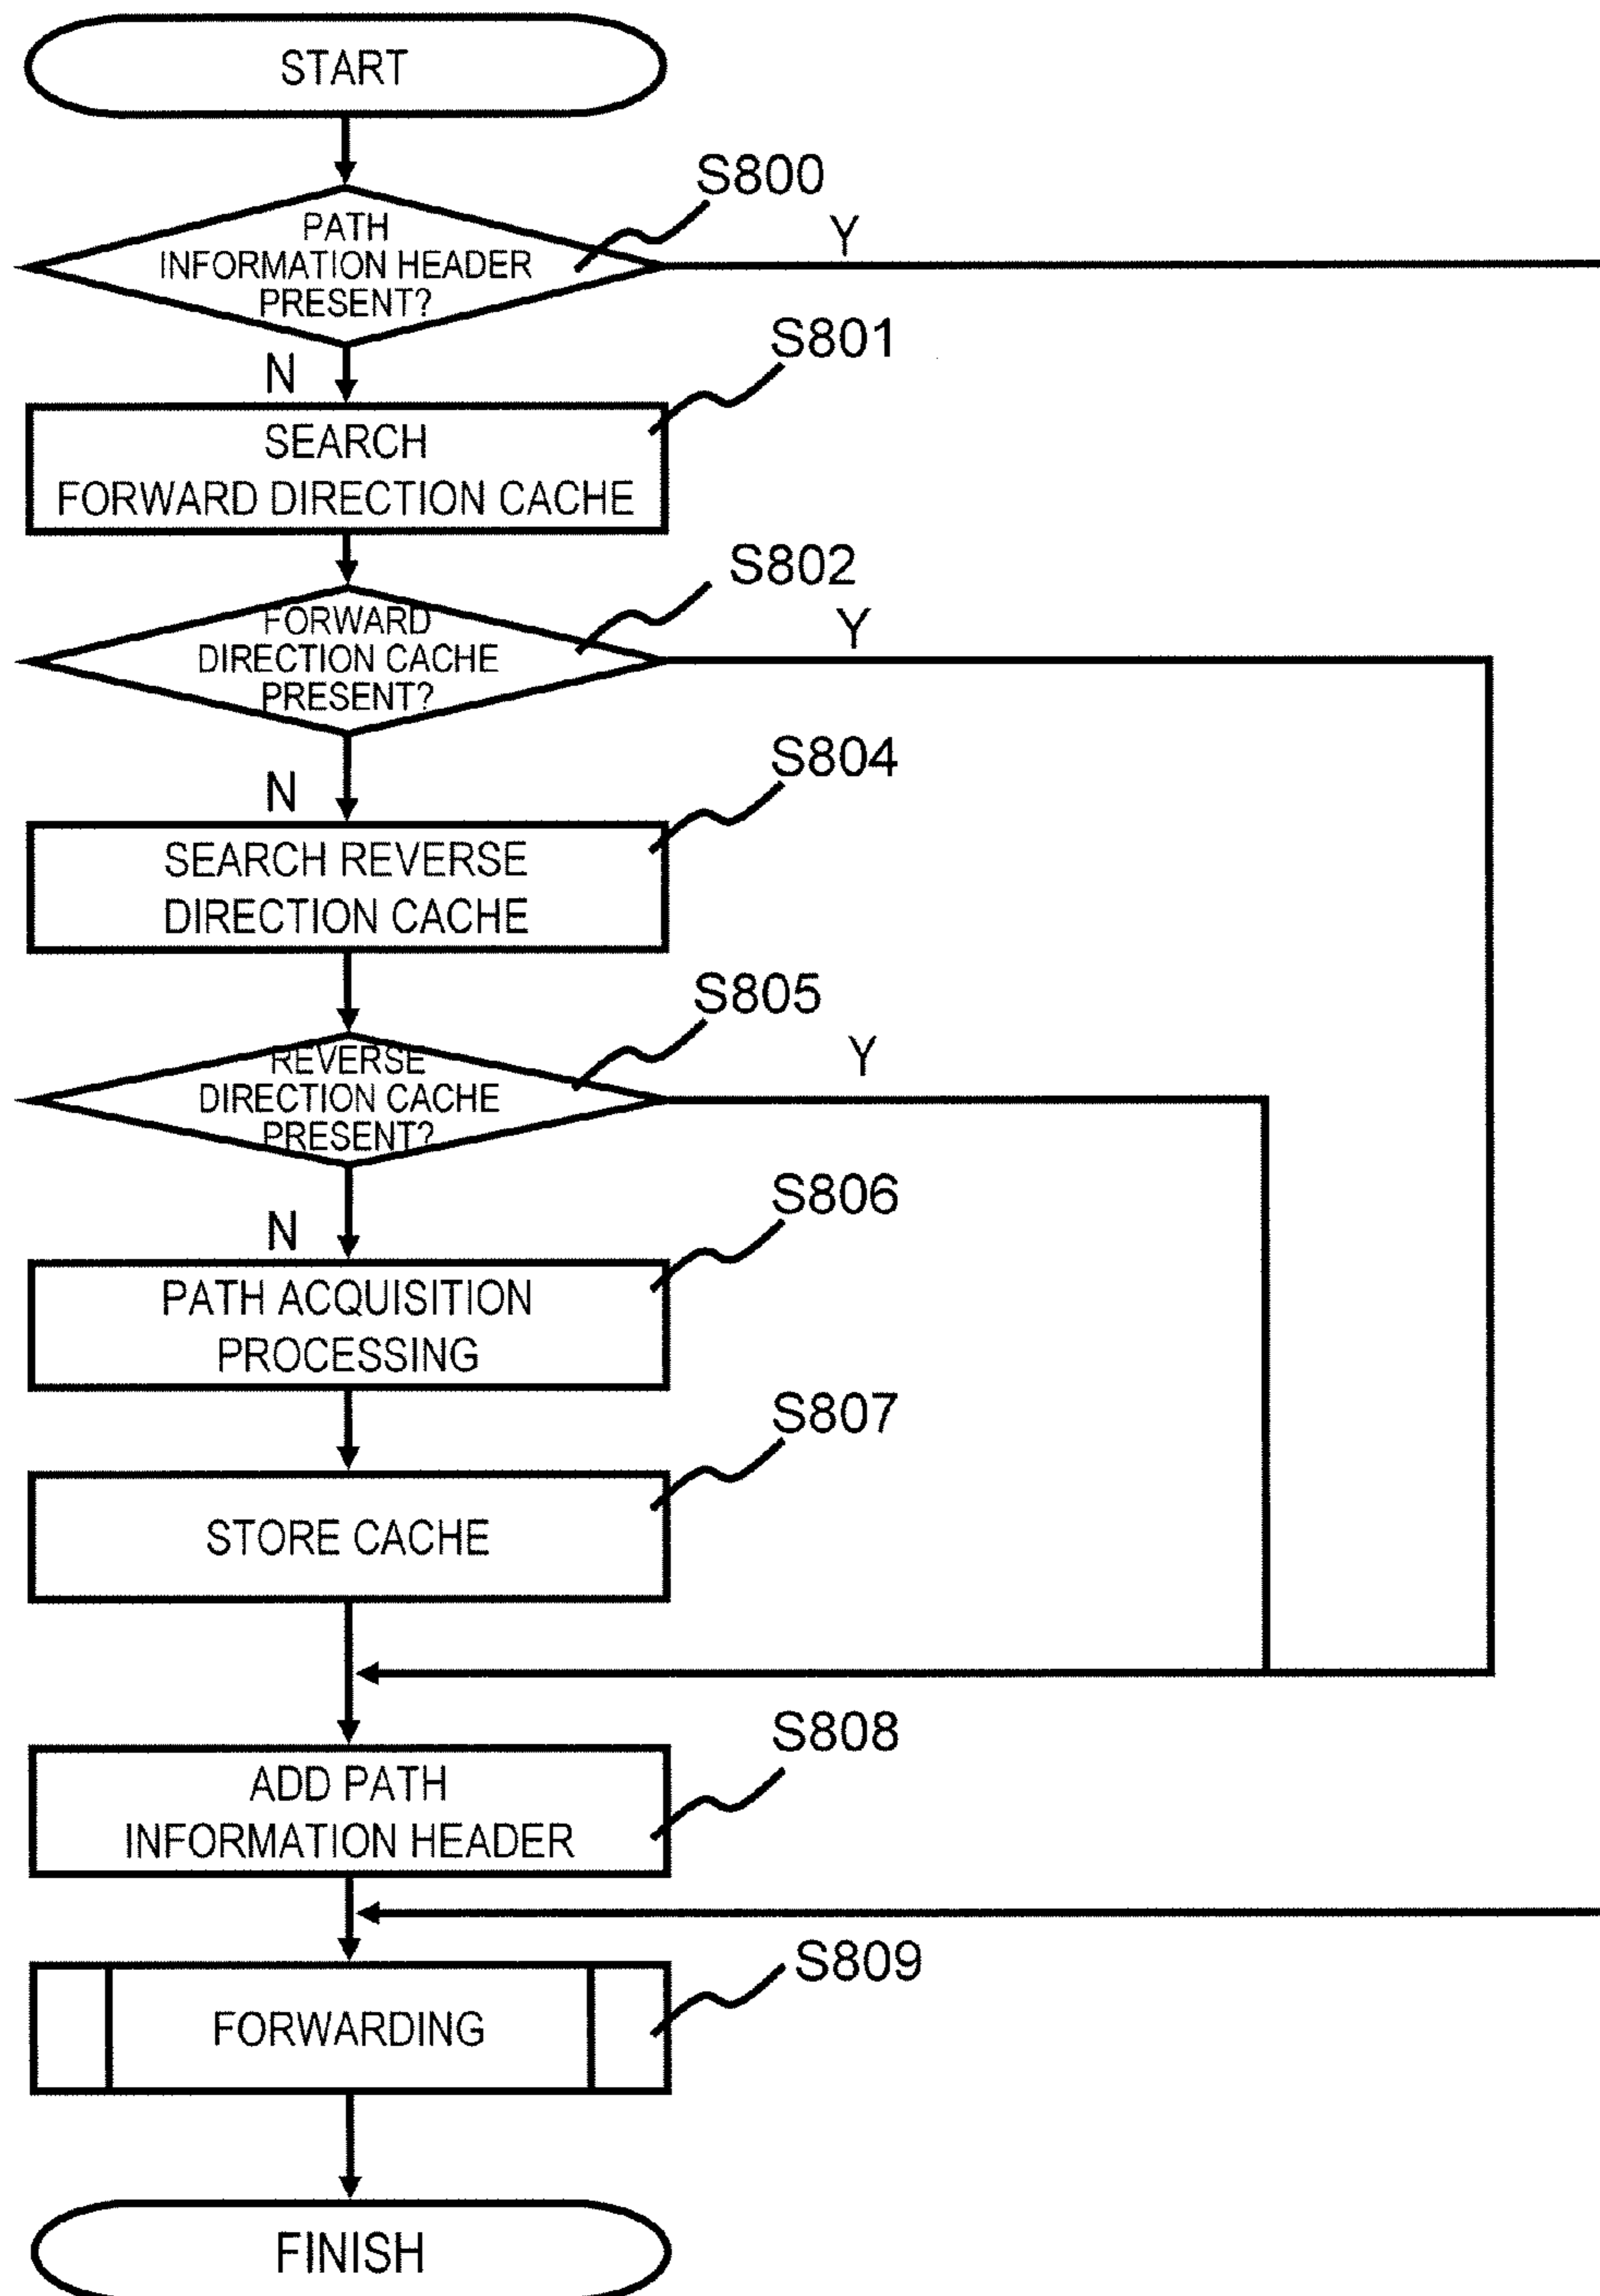 START
S800
PATH
INFORMATION HEADER
PRESENT?
Y
N
S801
SEARCH
FORWARD DIRECTION CACHE
S802
FORWARD
DIRECTION CACHE
PRESENT?
Y
N
S804
SEARCH REVERSE
DIRECTION CACHE
S805
REVERSE
DIRECTION CACHE
PRESENT?
Y
N
S806
PATH ACQUISITION
PROCESSING
S807
STORE CACHE
S808
ADD PATH
INFORMATION HEADER
S809
FORWARDING
FINISH